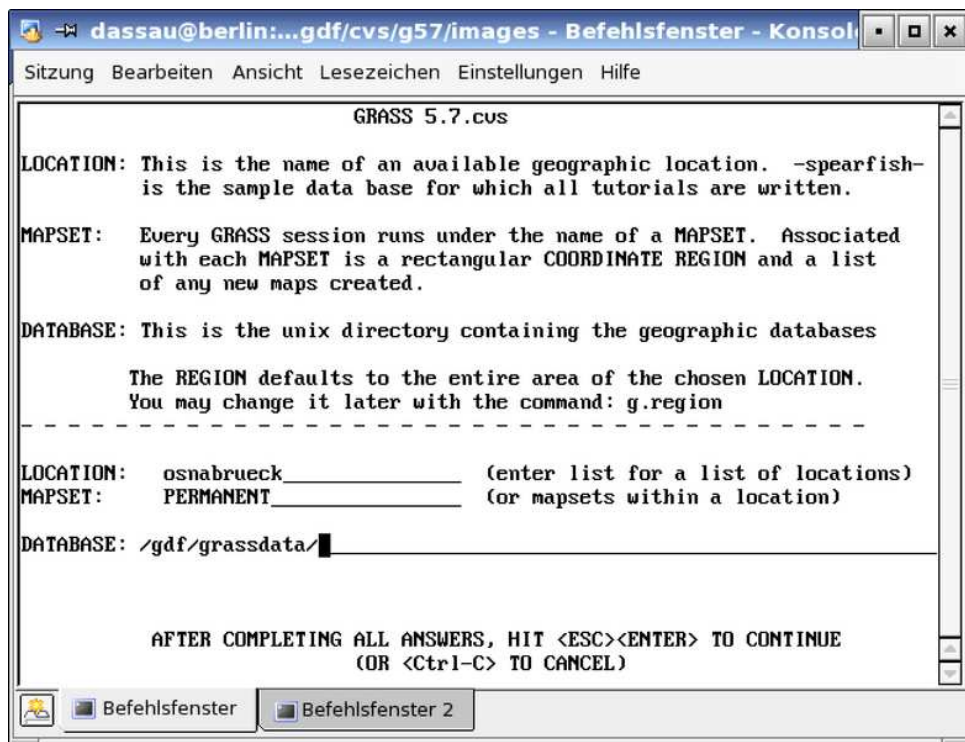 dassau@berlin:...gdf/cvs/g57/images - Befehlsfenster - Konsol
Sitzung Bearbeiten Ansicht Lesezeichen Einstellungen Hilfe
GRASS 5.7.cvs
LOCATION: This is the name of an available geographic location. -spearfish-
is the sample data base for which all tutorials are written.
MAPSET: Every GRASS session runs under the name of a MAPSET. Associated
with each MAPSET is a rectangular COORDINATE REGION and a list
of any new maps created.
DATABASE: This is the unix directory containing the geographic databases
The REGION defaults to the entire area of the chosen LOCATION.
You may change it later with the command: g.region
- - - - - - - - - - - - - - - - - - - - - - - - - - - - - - - - - - - -
LOCATION: osnabrueck_______________ (enter list for a list of locations)
MAPSET: PERMANENT________________ (or mapsets within a location)
DATABASE: /gdf/grassdata/___________________________________________________
AFTER COMPLETING ALL ANSWERS, HIT <ESC><ENTER> TO CONTINUE
(OR <Ctrl-C> TO CANCEL)
Befehlsfenster Befehlsfenster 2